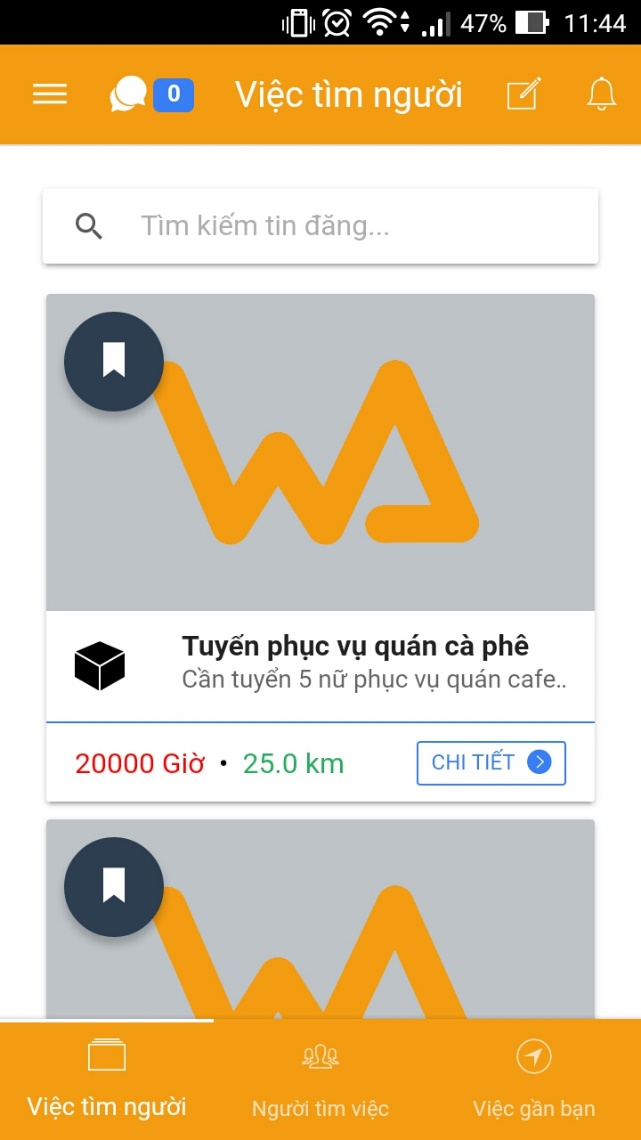 47% 11:44
0 Việc tìm người
Tìm kiếm tin đăng...
WA
Tuyển phục vụ quán cà phê
Cần tuyển 5 nữ phục vụ quán cafe..
20000 Giờ • 25.0 km CHI TIẾT
Việc tìm người Người tìm việc Việc gần bạn